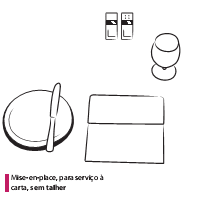 Mise-en-place, para serviço à
carta, sem talher